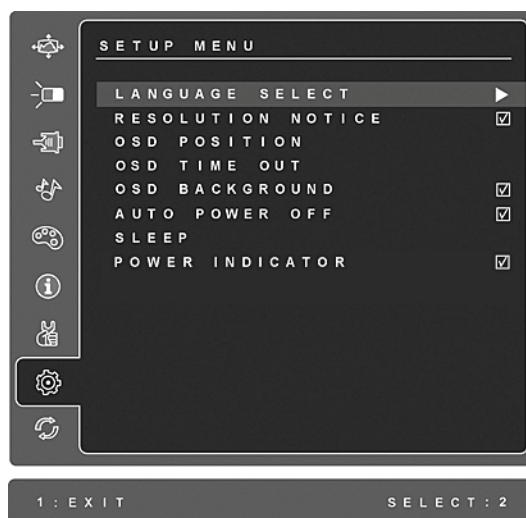 SETUP MENU
LANGUAGE SELECT
RESOLUTION NOTICE
OSD POSITION
OSD TIME OUT
OSD BACKGROUND
AUTO POWER OFF
SLEEP
POWER INDICATOR
1:EXIT SELECT:2